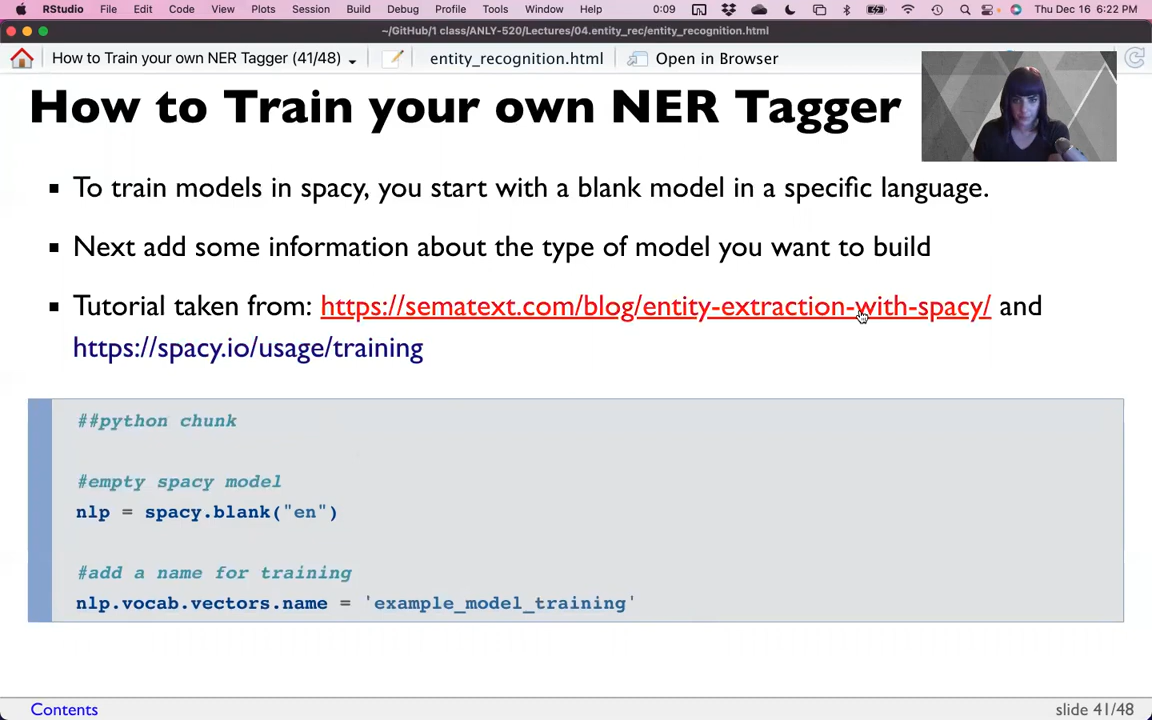 RStudio File Edit Code View Plots Session Build Debug Profile Tools Window Help 0:09 Thu Dec 16 6:22 PM
~/GitHub/1 class/ANLY-520/Lectures/04.entity_rec/entity_recognition.html
How to Train your own NER Tagger (41/48) entity_recognition.html Open in Browser
How to Train your own NER Tagger
To train models in spacy, you start with a blank model in a specific language.
Next add some information about the type of model you want to build
Tutorial taken from: https://sematext.com/blog/entity-extraction-with-spacy/ and
https://spacy.io/usage/training
##python chunk
#empty spacy model
nlp = spacy.blank("en")
#add a name for training
nlp.vocab.vectors.name = 'example_model_training'
Contents slide 41/48